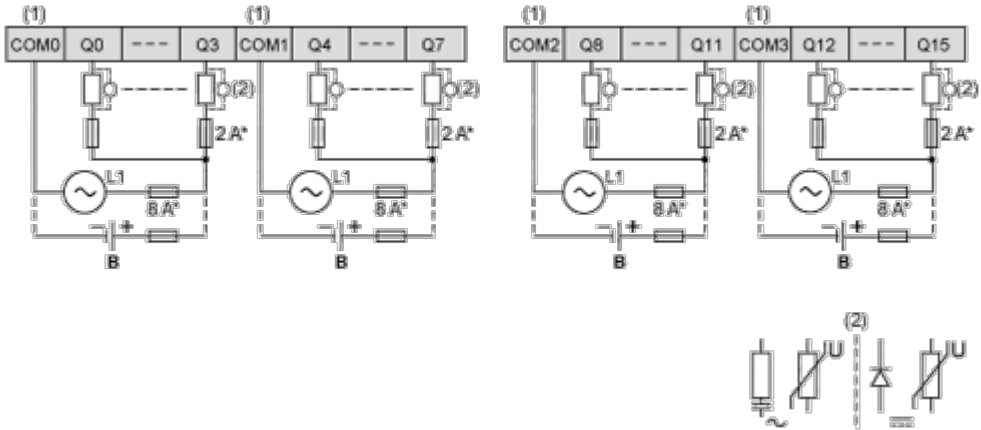 (1) (1) (1) (1)
COM0 Q0 --- Q3 COM1 Q4 --- Q7 COM2 Q8 --- Q11 COM3 Q12 --- Q15
(2) (2) (2) (2)
2 A* 2 A* 2 A* 2 A*
L1 L1 L1 L1
8 A* 8 A* 8 A* 8 A*
+ + + +
B B B B
(2)
U U